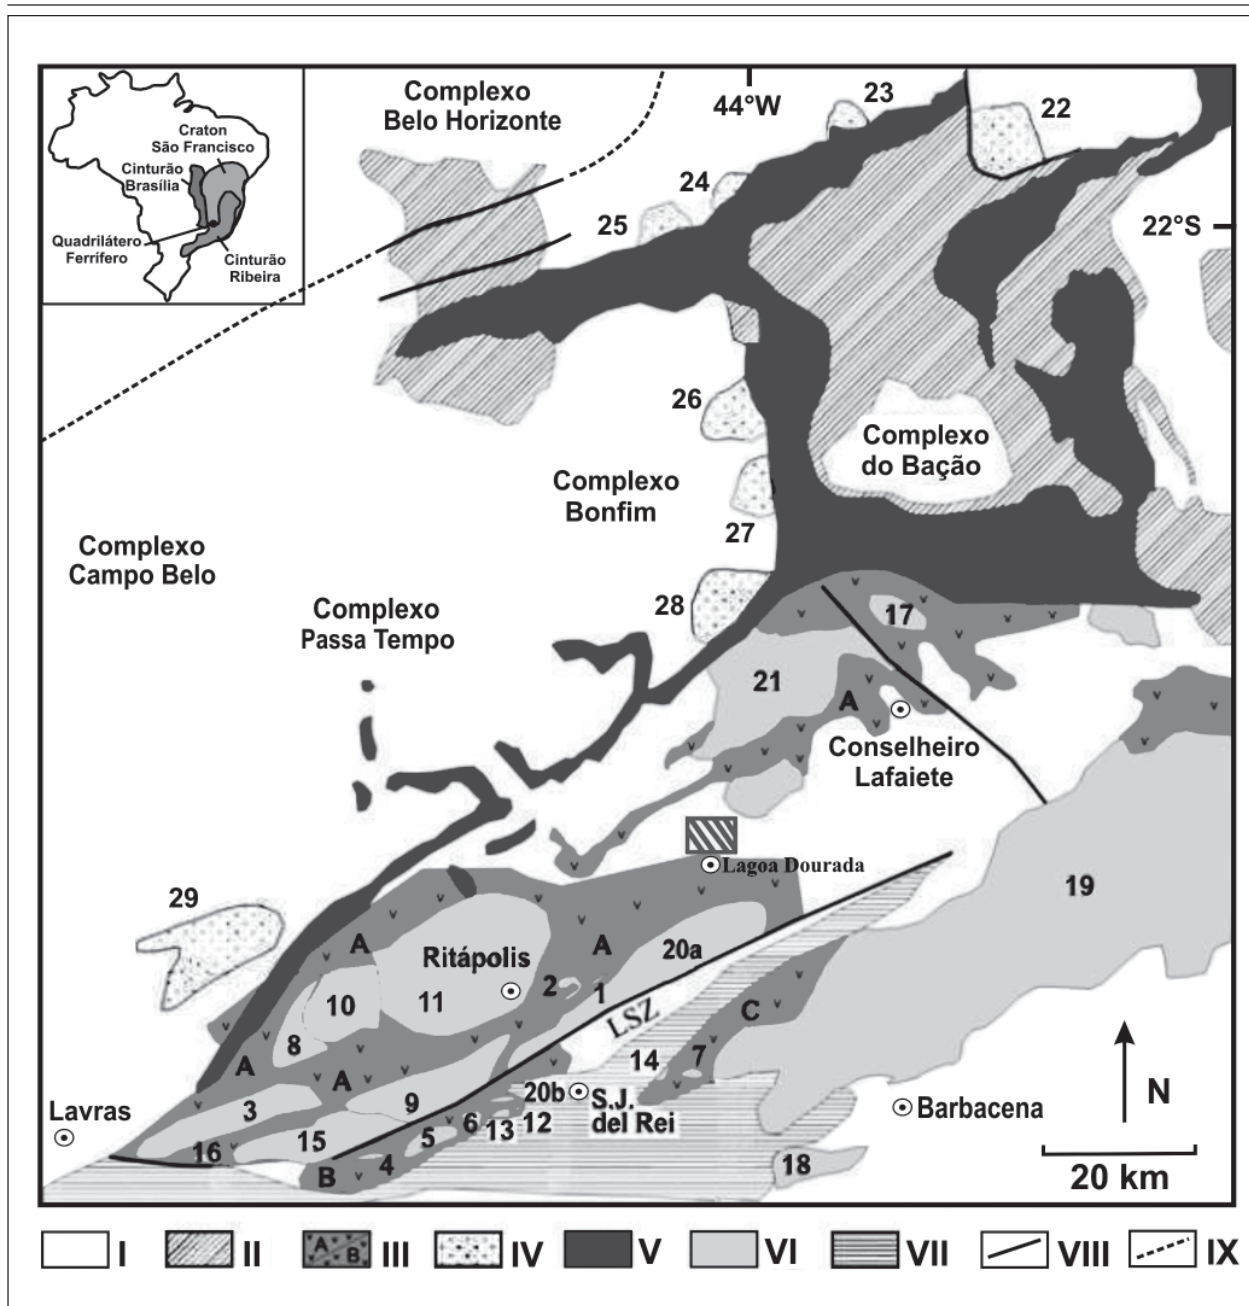 Craton
São Francisco
Cinturão
Brasília
Quadrilátero
Ferrífero
Cinturão
Ribeira
Complexo
Belo Horizonte
44°W
23
22
24
25
22°S
26
Complexo
do Bação
Complexo
Bonfim
27
Complexo
Campo Belo
28
Complexo
Passa Tempo
17
21
A
Conselheiro
Lafaiete
Lagoa Dourada
29
19
A
A
Ritápolis
20a
2
1
10
11
LSZ
C
8
14
7
A
A
N
3
9
20b
S.J.
del Rei
Lavras
Barbacena
6
13
12
16
15
5
4
B
18
20 km
I
II
A
B
III
IV
V
VI
VII
VIII
IX